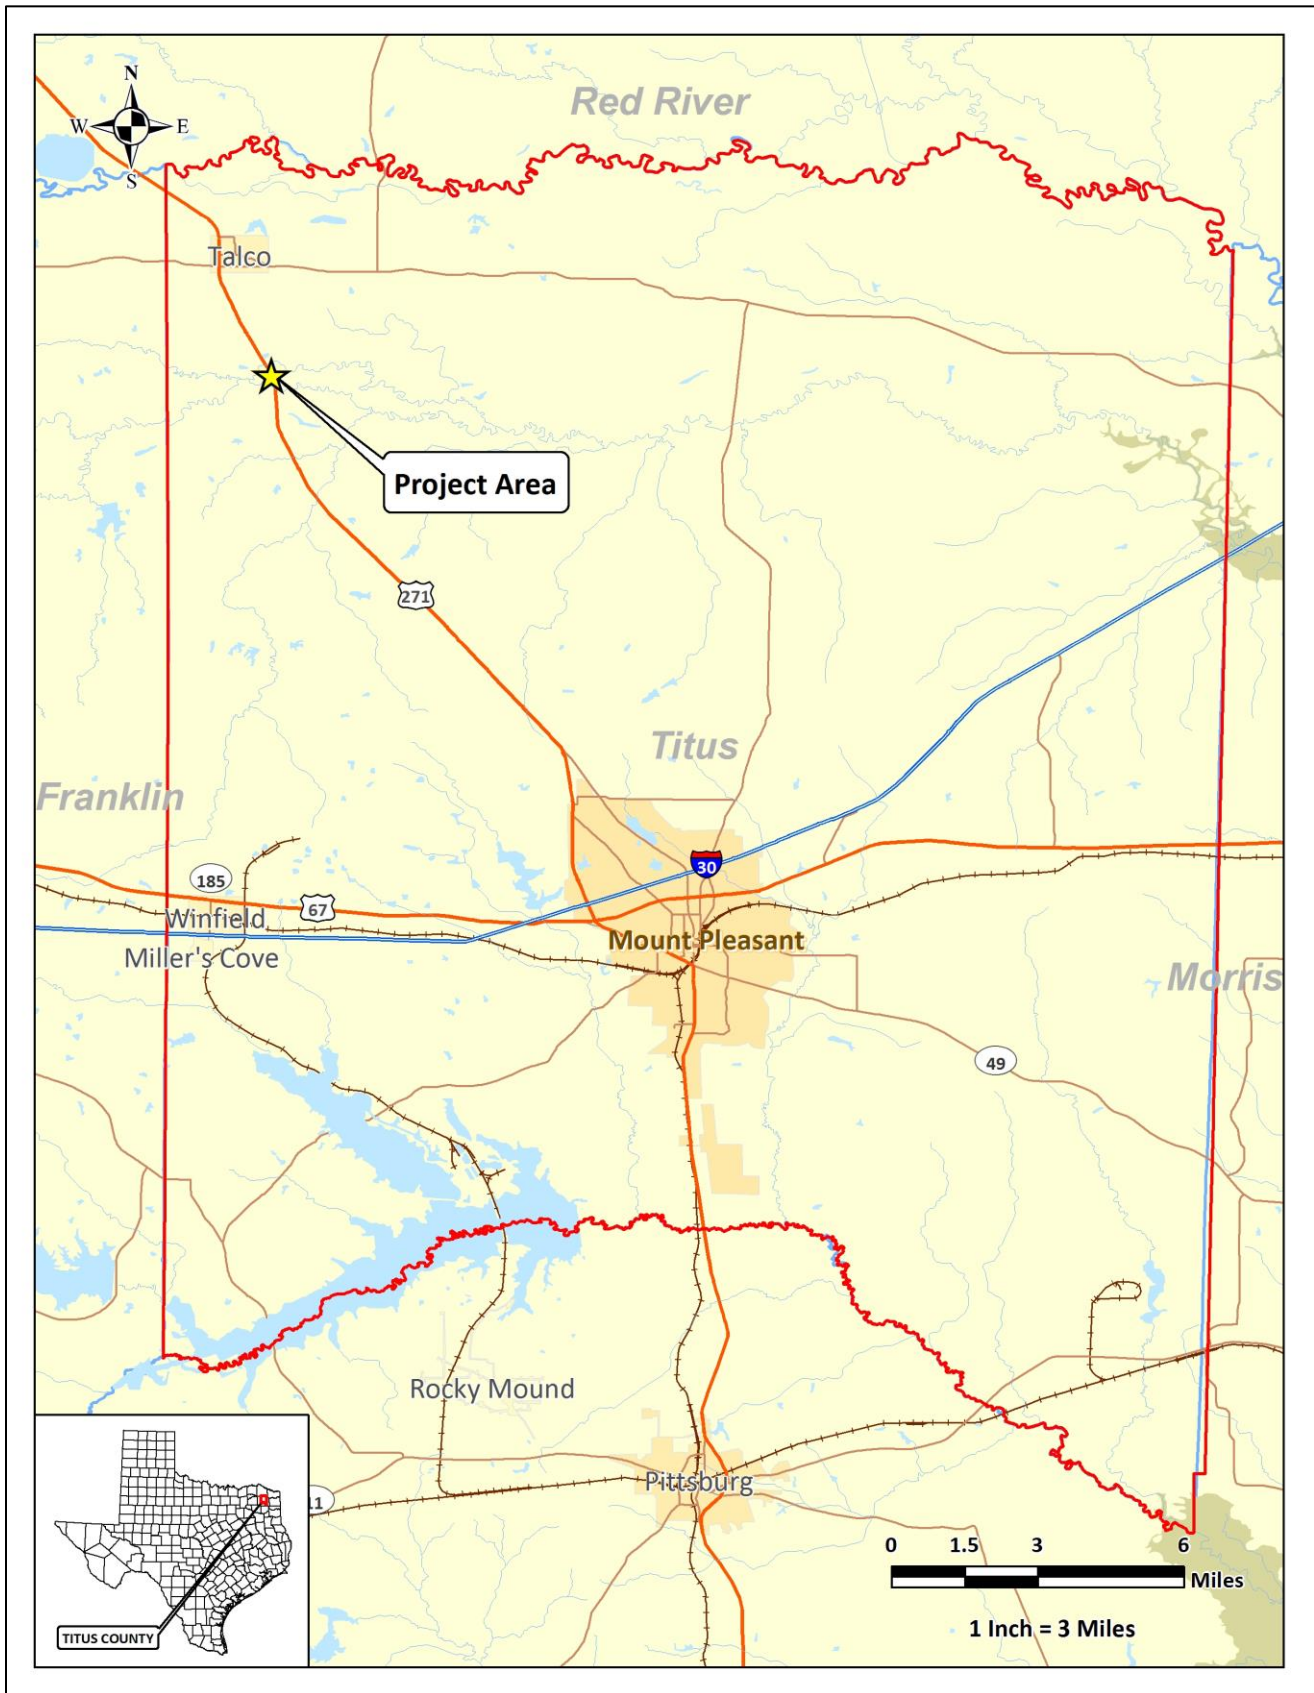 Red River
N
W
E
S
Talco
Project Area
271
Titus
Franklin
30
185
67
Winfield
Mount Pleasant
Miller's Cove
Morris
49
Rocky Mound
Pittsburg
11
0 1.5 3 6
Miles
1 Inch = 3 Miles
TITUS COUNTY